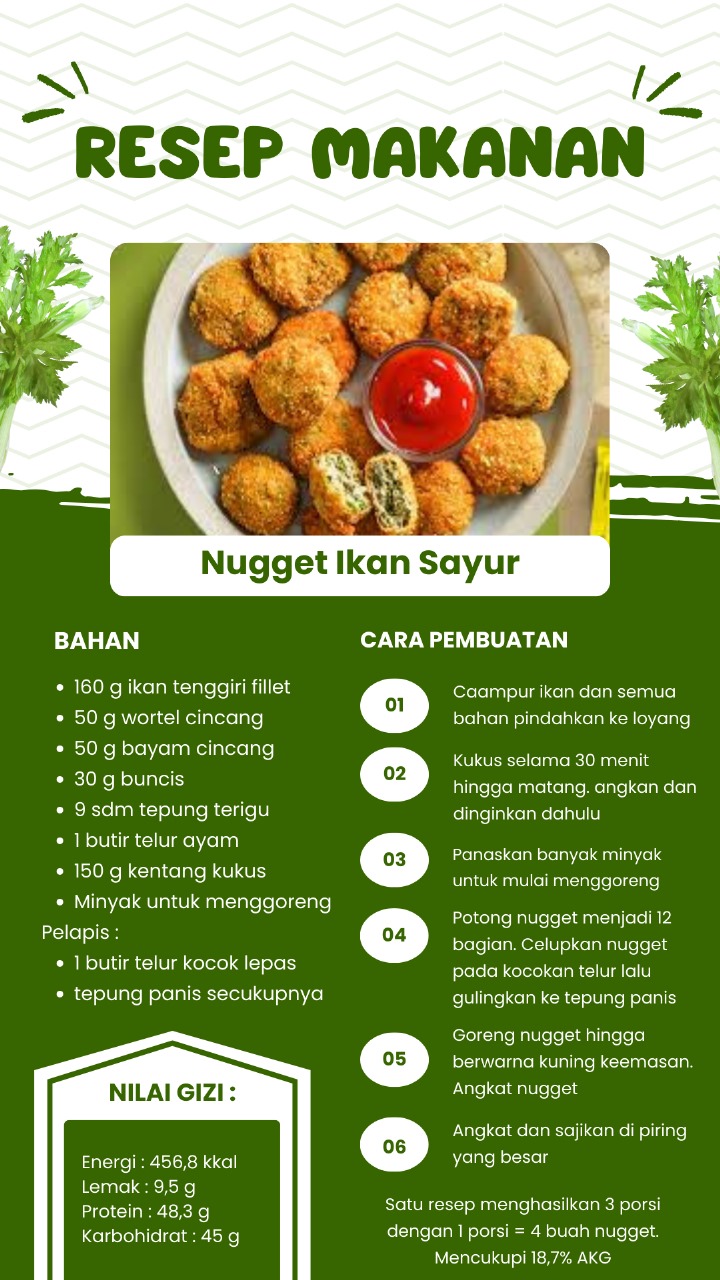 RESEP MAKANAN
Nugget Ikan Sayur
BAHAN
160 g ikan tenggiri fillet
50 g wortel cincang
50 g bayam cincang
30 g buncis
9 sdm tepung terigu
1 butir telur ayam
150 g kentang kukus
Minyak untuk menggoreng
Pelapis :
1 butir telur kocok lepas
tepung panis secukupnya
NILAI GIZI :
Energi : 456,8 kkal
Lemak : 9,5 g
Protein : 48,3 g
Karbohidrat : 45 g
CARA PEMBUATAN
01
Caampur ikan dan semua
bahan pindahkan ke loyang
02
Kukus selama 30 menit
hingga matang. angkan dan
dinginkan dahulu
03
Panaskan banyak minyak
untuk mulai menggoreng
04
Potong nugget menjadi 12
bagian. Celupkan nugget
pada kocokan telur lalu
gulingkan ke tepung panis
05
Goreng nugget hingga
berwarna kuning keemasan.
Angkat nugget
06
Angkat dan sajikan di piring
yang besar
Satu resep menghasilkan 3 porsi
dengan 1 porsi = 4 buah nugget.
Mencukupi 18,7% AKG